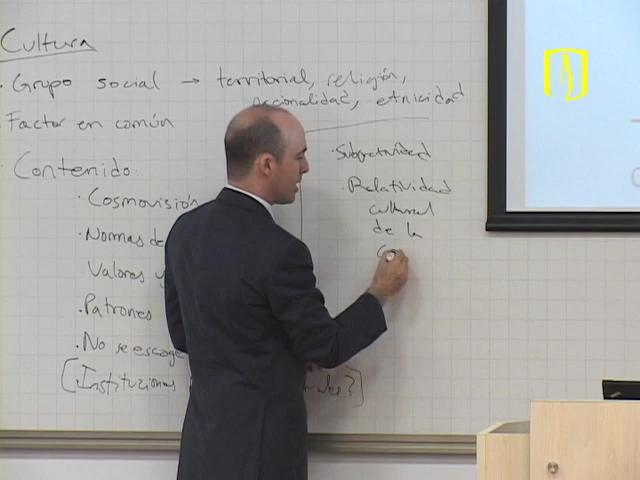 Cultura
· Grupo social → territorial, religión,
nacionalidad, etnicidad
· Factor en común
· Contenido:
· Cosmovisión
· Normas de
Valores y
· Patrones
· No se escoge
[Instituciones
?]
· Subjetividad
· Relatividad
cultural
de la